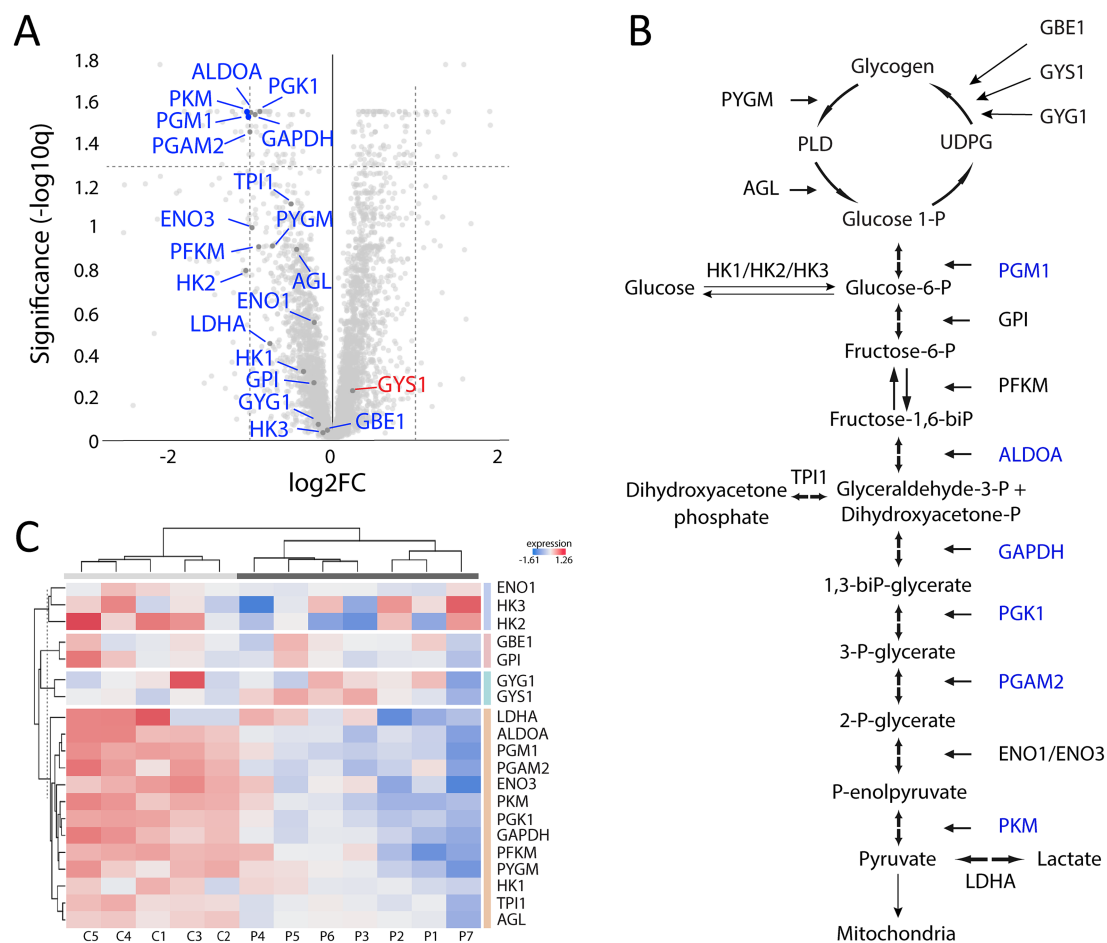 A
1.8
1.6
1.4
1.2
1
0.8
0.6
0.4
0.2
0
Significance (-log10q)
ALDOA
PGK1
PKM
PGM1
GAPDH
PGAM2
TPI1
ENO3
PYGM
PFKM
HK2
AGL
ENO1
LDHA
HK1
GPI
GYS1
GYG1
GBE1
HK3
-2
0
2
log2FC
B
GBE1
Glycogen
GYS1
PYGM
GYG1
PLD
UDPG
AGL
Glucose 1-P
HK1/HK2/HK3
PGM1
Glucose
Glucose-6-P
GPI
Fructose-6-P
PFKM
Fructose-1,6-biP
ALDOA
TPI1
Dihydroxyacetone
phosphate
Glyceraldehyde-3-P +
Dihydroxyacetone-P
GAPDH
1,3-biP-glycerate
PGK1
3-P-glycerate
PGAM2
2-P-glycerate
ENO1/ENO3
P-enolpyruvate
PKM
Pyruvate
Lactate
LDHA
Mitochondria
C
expression
-1.61 1.26
ENO1
HK3
HK2
GBE1
GPI
GYG1
GYS1
LDHA
ALDOA
PGM1
PGAM2
ENO3
PKM
PGK1
GAPDH
PFKM
PYGM
HK1
TPI1
AGL
C5 C4 C1 C3 C2 P4 P5 P6 P3 P2 P1 P7